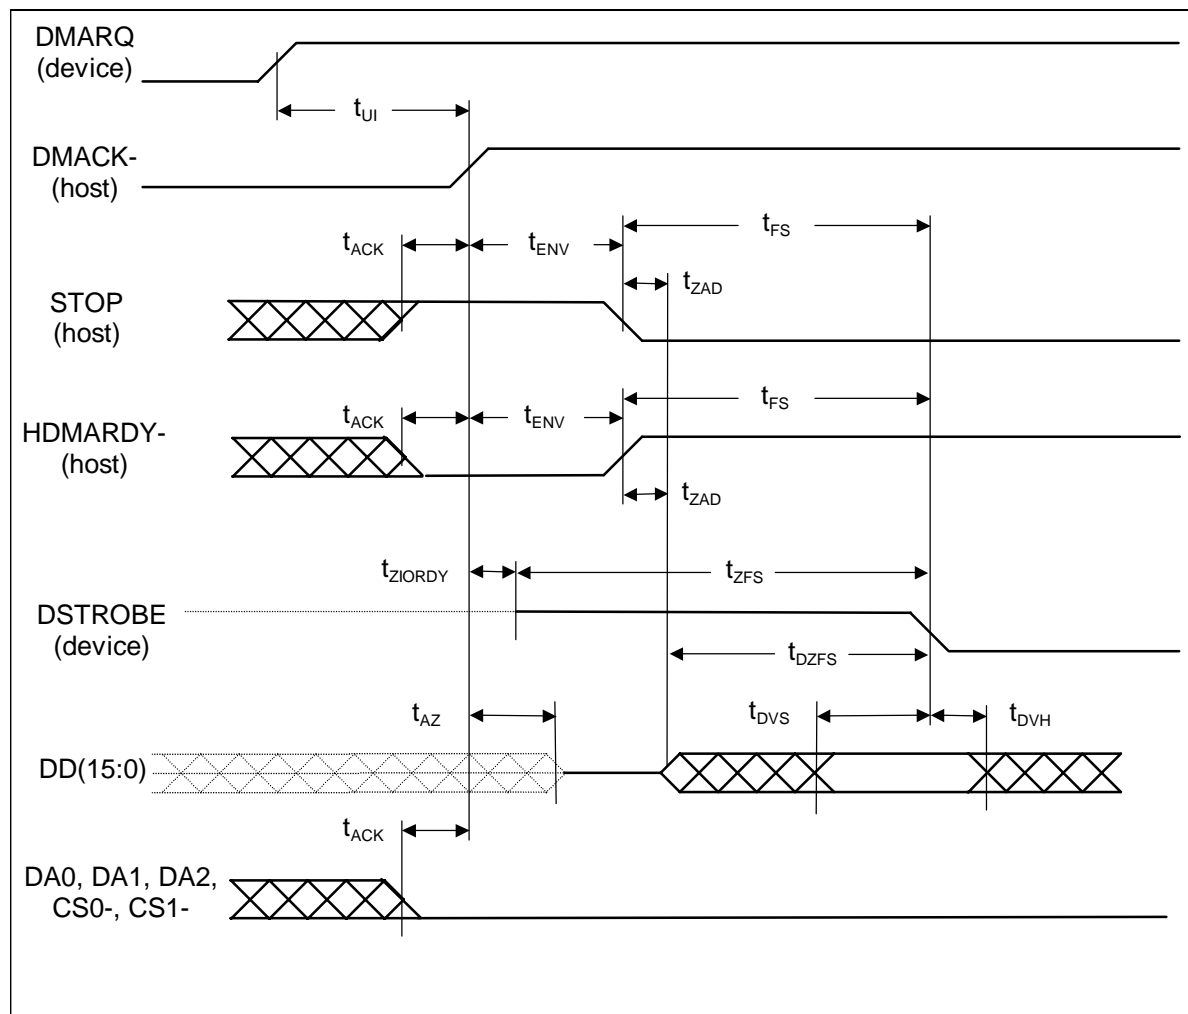 DMARQ
(device)
tUI
DMACK-
(host)
tFS
tACK
tENV
tZAD
STOP
(host)
tFS
tACK
tENV
HDMARDY-
(host)
tZAD
tZIORDY
tZFS
DSTROBE
(device)
tDZFS
tAZ
tDVS
tDVH
DD(15:0)
tACK
DA0, DA1, DA2,
CS0-, CS1-